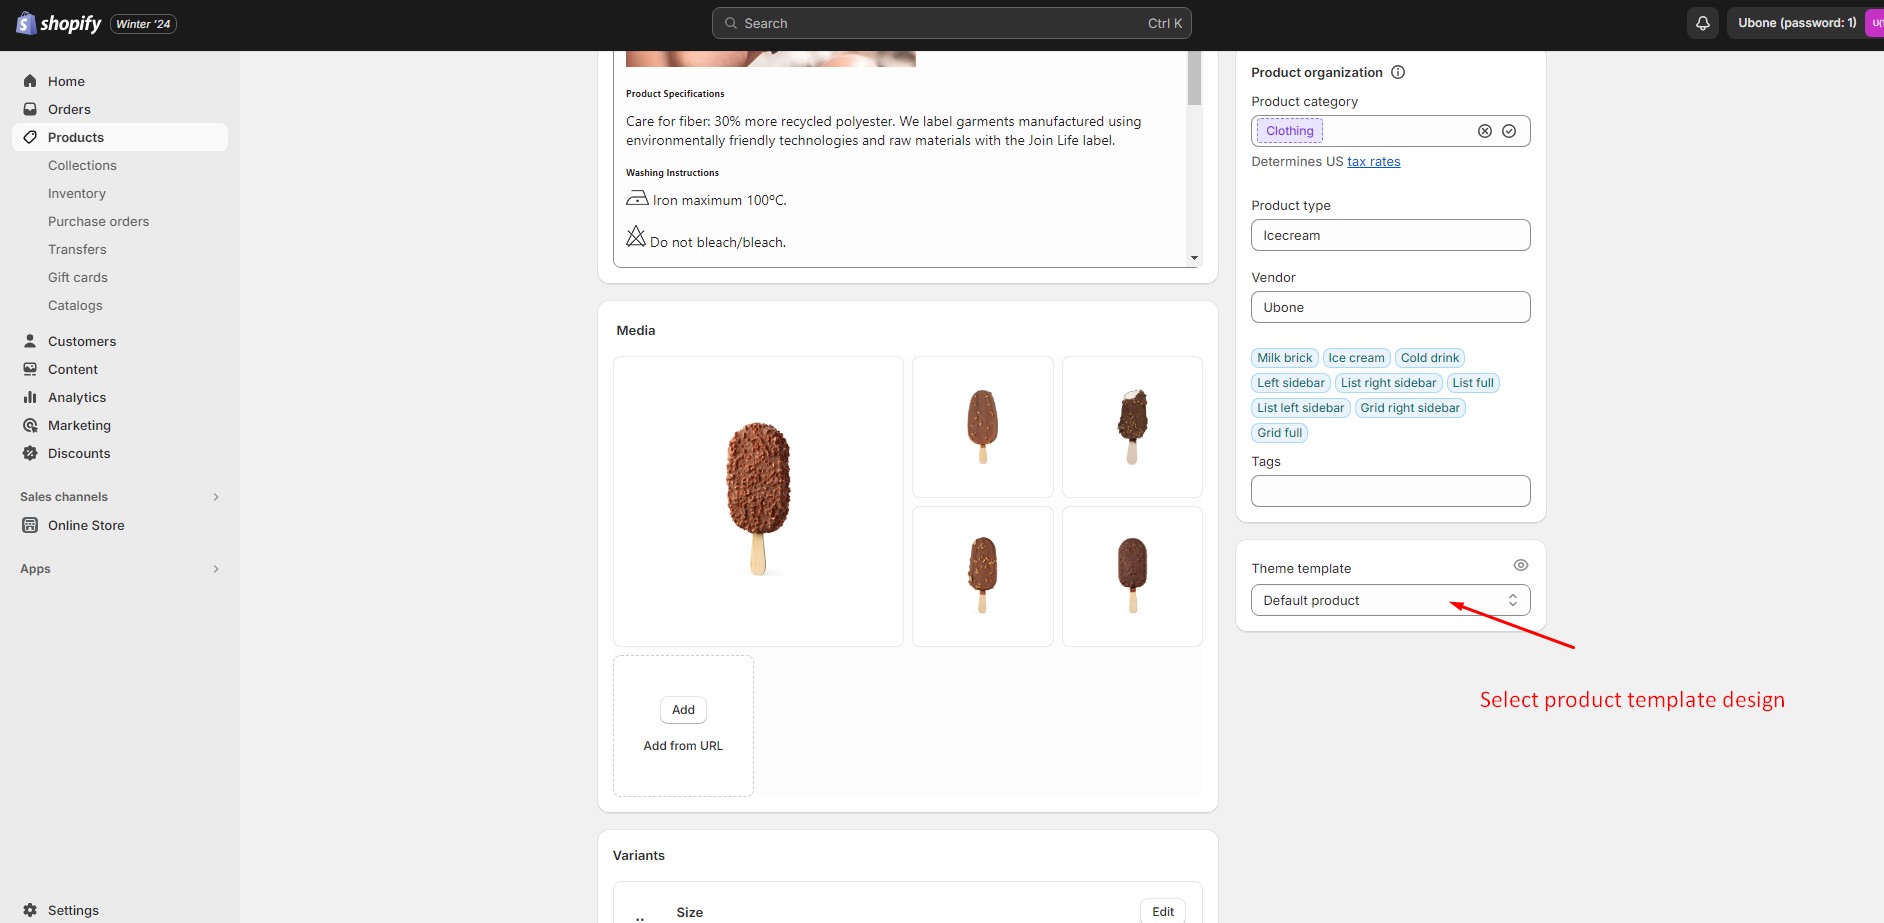 shopify
Winter '24
Search
Ctrl K
Ubone (password: 1)
Home
Orders
Products
Collections
Inventory
Purchase orders
Transfers
Gift cards
Catalogs
Customers
Content
Analytics
Marketing
Discounts
Sales channels
Online Store
Apps
Settings
Product Specifications
Care for fiber: 30% more recycled polyester. We label garments manufactured using
environmentally friendly technologies and raw materials with the Join Life label.
Washing Instructions
Iron maximum 100ºC.
Do not bleach/bleach.
Media
Add
Add from URL
Variants
Size
Edit
Product organization
Product category
Clothing
Determines US tax rates
Product type
Icecream
Vendor
Ubone
Milk brick Ice cream Cold drink
Left sidebar List right sidebar List full
List left sidebar Grid right sidebar
Grid full
Tags
Theme template
Default product
Select product template design